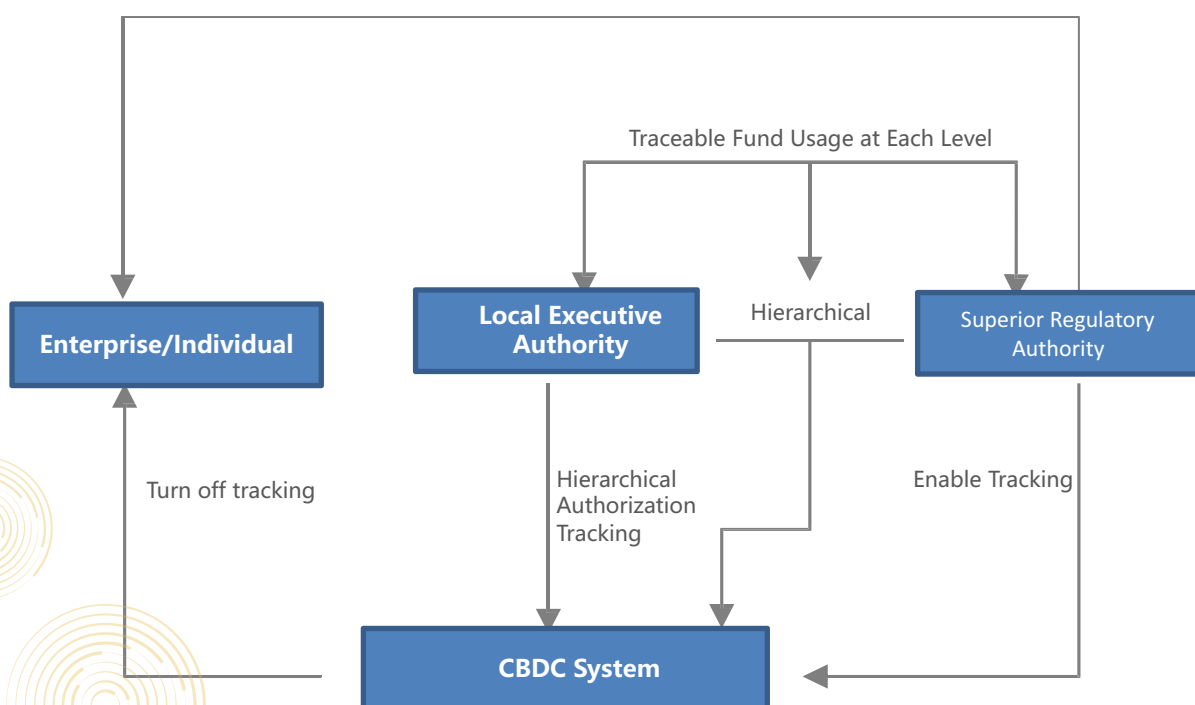 Traceable Fund Usage at Each Level
Enterprise/Individual
Local Executive
Authority
Hierarchical
Superior Regulatory
Authority
Turn off tracking
Hierarchical
Authorization
Tracking
Enable Tracking
CBDC System